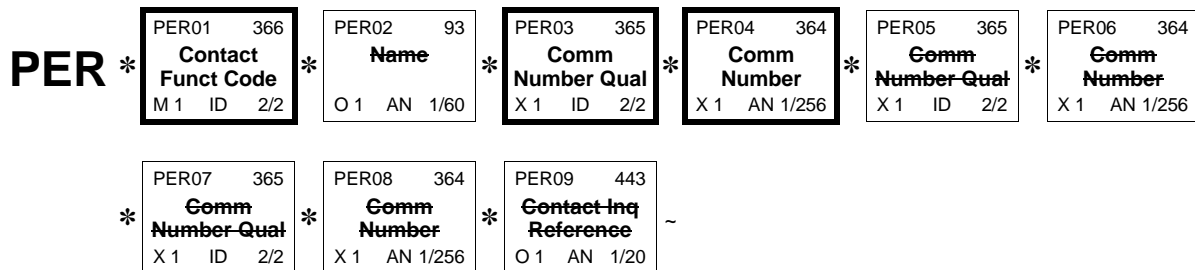 PER * PER01 366 * PER02 93 * PER03 365 * PER04 364 * PER05 365 * PER06 364
Contact Funct Code Name Comm Number Qual Comm Number Comm Number Qual Comm Number
M 1 ID 2/2 O 1 AN 1/60 X 1 ID 2/2 X 1 AN 1/256 X 1 ID 2/2 X 1 AN 1/256
* PER07 365 * PER08 364 * PER09 443 ~
Comm Number Qual Comm Number Contact Inq Reference
X 1 ID 2/2 X 1 AN 1/256 O 1 AN 1/20